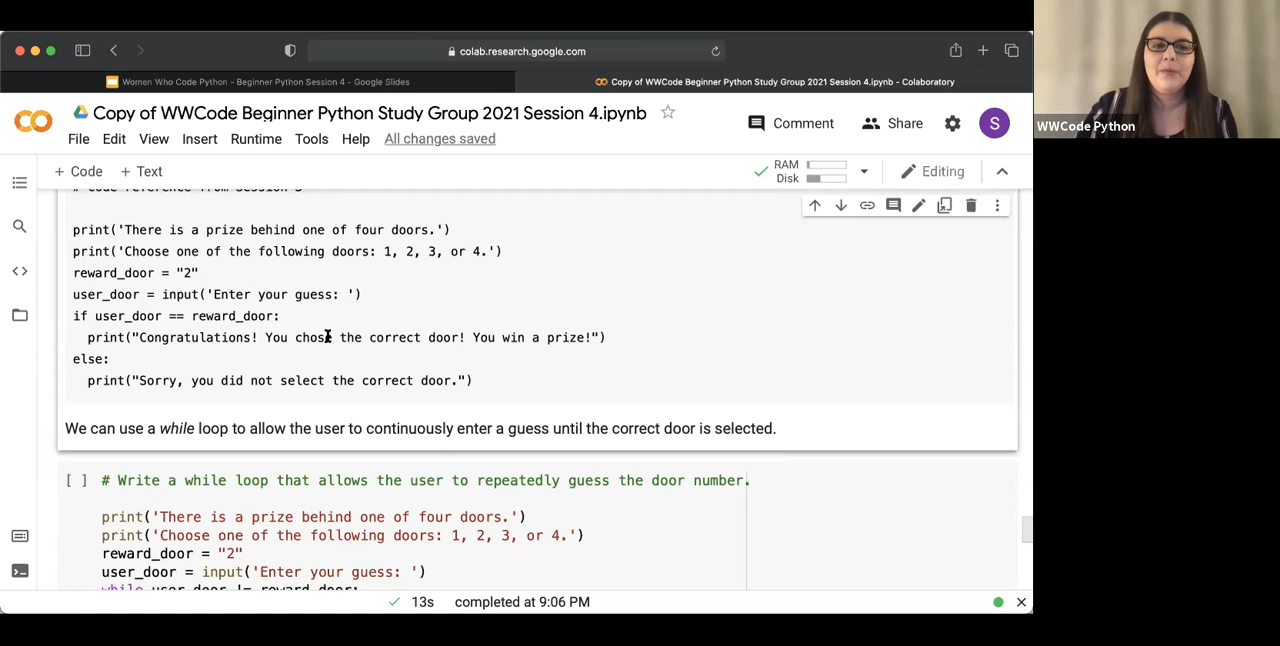 colab.research.google.com
Women Who Code Python - Beginner Python Session 4 - Google Slides
Copy of WWCode Beginner Python Study Group 2021 Session 4.ipynb - Colaboratory
WWCode Python
Copy of WWCode Beginner Python Study Group 2021 Session 4.ipynb
Comment
Share
S
File Edit View Insert Runtime Tools Help All changes saved
+ Code + Text
RAM
Disk
Editing
# code reference from Session 3
print('There is a prize behind one of four doors.')
print('Choose one of the following doors: 1, 2, 3, or 4.')
reward_door = "2"
user_door = input('Enter your guess: ')
if user_door == reward_door:
print("Congratulations! You chose the correct door! You win a prize!")
else:
print("Sorry, you did not select the correct door.")
We can use a while loop to allow the user to continuously enter a guess until the correct door is selected.
[ ] # Write a while loop that allows the user to repeatedly guess the door number.
print('There is a prize behind one of four doors.')
print('Choose one of the following doors: 1, 2, 3, or 4.')
reward_door = "2"
user_door = input('Enter your guess: ')
while user_door != reward_door:
13s completed at 9:06 PM